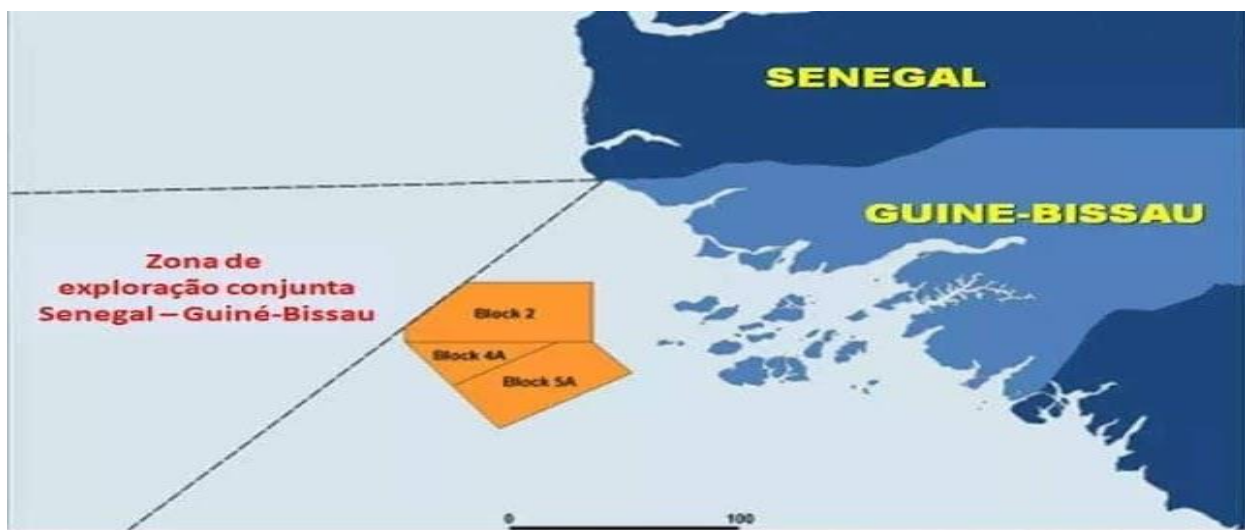 SENEGAL
GUINE-BISSAU
Zona de
exploração conjunta
Senegal – Guiné-Bissau
Block 2
Block 4A
Block 5A
0 100